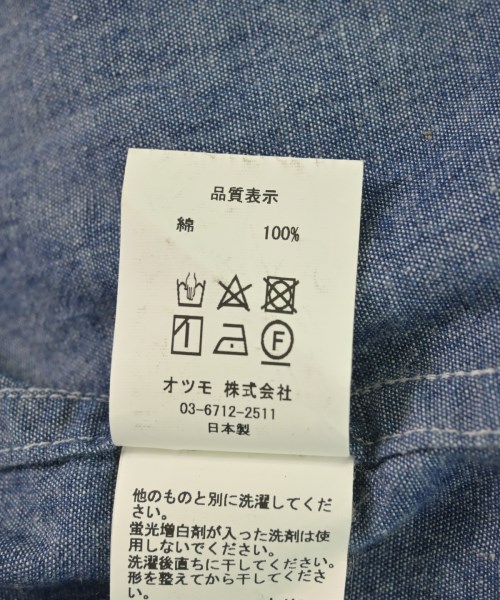 品質表示
綿 100%
F
オツモ 株式会社
03-6712-2511
日本製
他のものと別に洗濯してくださ
い。
蛍光増白剤が入った洗剤は使
用しないでください。
洗濯後直ちに干してください。
形を整えてから干してくださ
い。